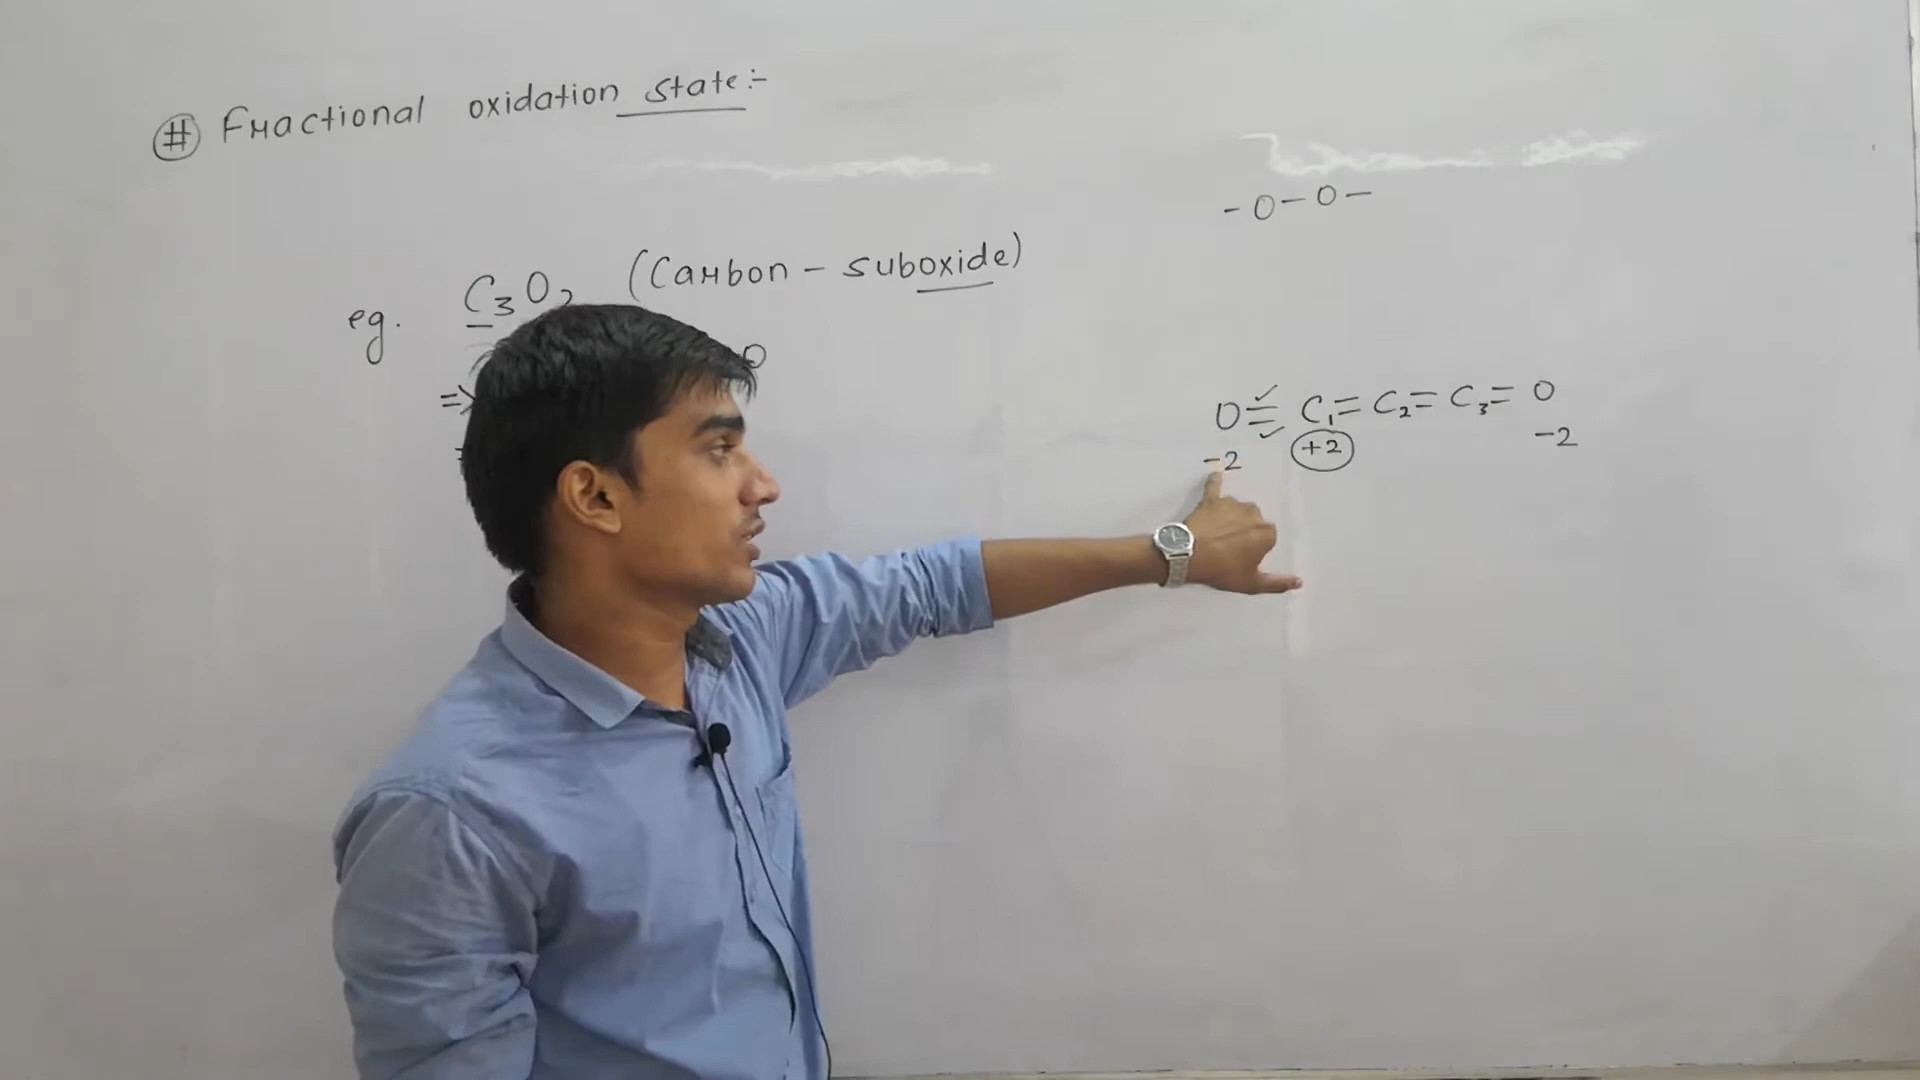 # Fractional oxidation state:-
- O - O -
eg. C3O2 (Carbon - suboxide)
=> O
O = C1 = C2 = C3 = O
-2 +2 -2